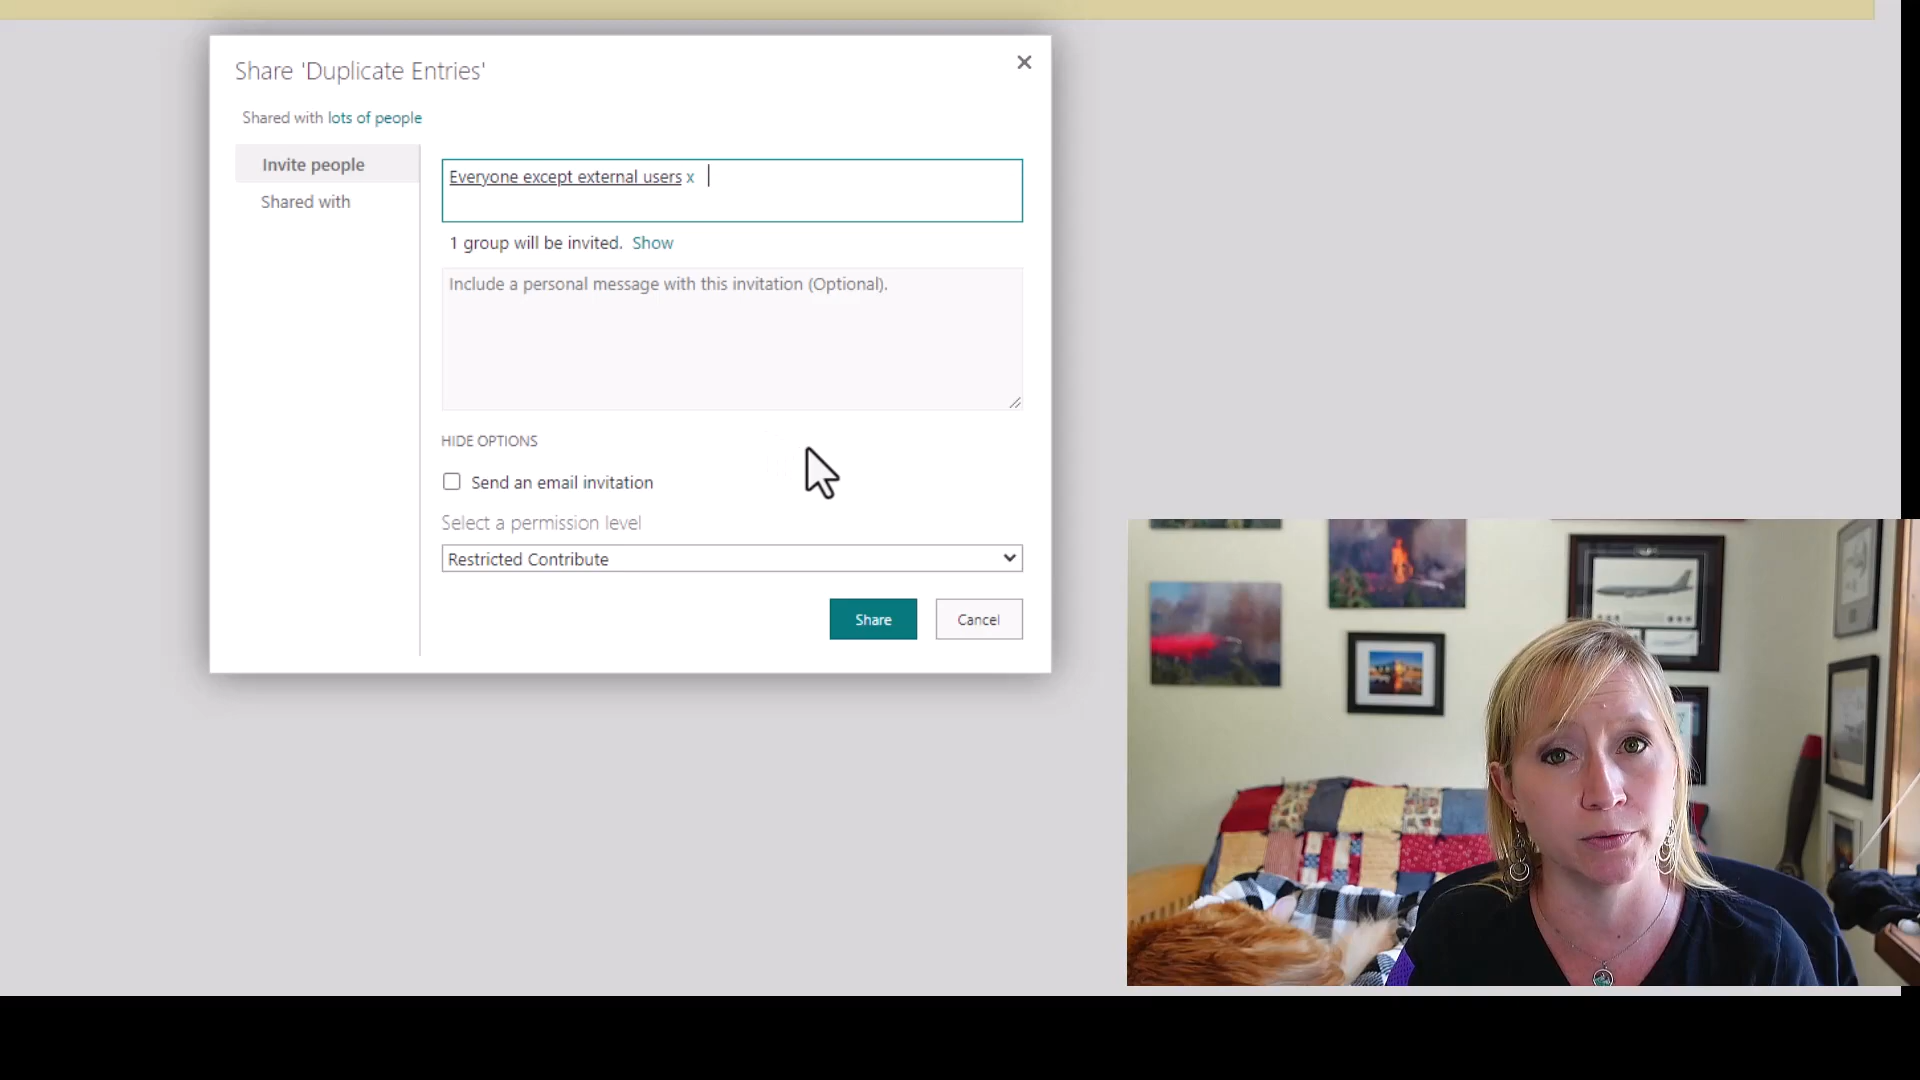 Share 'Duplicate Entries'
Shared with lots of people
Invite people
Shared with
Everyone except external users x
1 group will be invited. Show
Include a personal message with this invitation (Optional).
HIDE OPTIONS
Send an email invitation
Select a permission level
Restricted Contribute
Share
Cancel